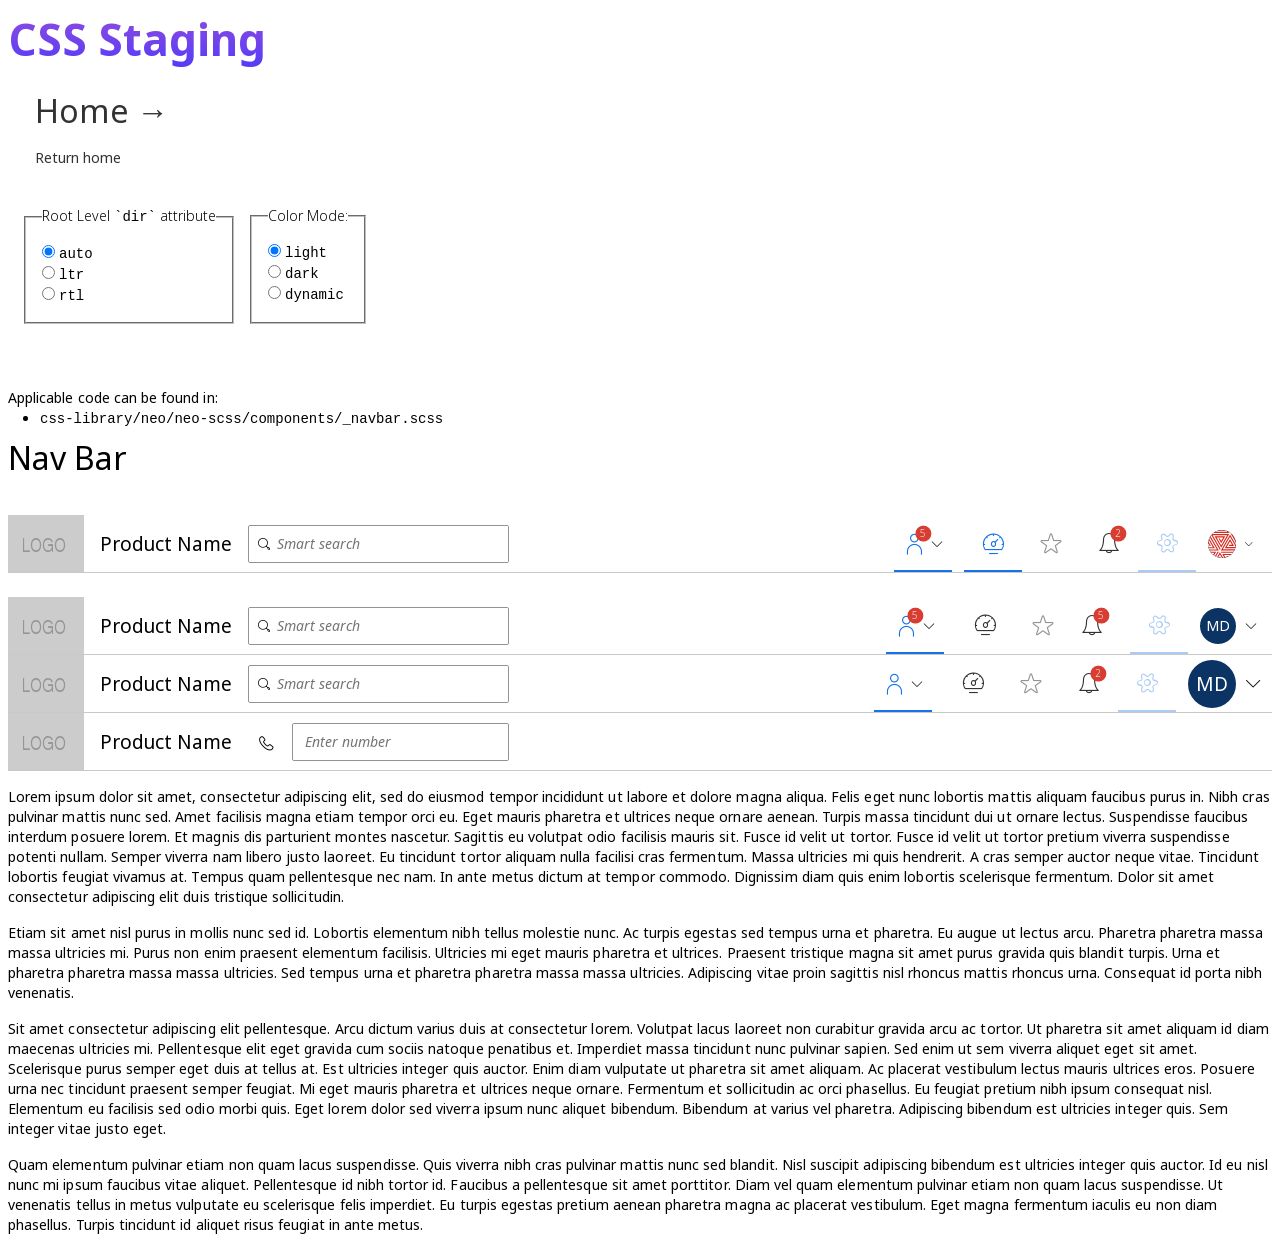 CSS Staging
Home →
Return home
Root Level `dir` attribute
auto
ltr
rtl
Color Mode:
light
dark
dynamic
Applicable code can be found in:
• css-library/neo/neo-scss/components/_navbar.scss
Nav Bar
LOGO Product Name Smart search 5 2
LOGO Product Name Smart search 5 5 MD
LOGO Product Name Smart search 2 MD
LOGO Product Name Enter number
Lorem ipsum dolor sit amet, consectetur adipiscing elit, sed do eiusmod tempor incididunt ut labore et dolore magna aliqua. Felis eget nunc lobortis mattis aliquam faucibus purus in. Nibh cras
pulvinar mattis nunc sed. Amet facilisis magna etiam tempor orci eu. Eget mauris pharetra et ultrices neque ornare aenean. Turpis massa tincidunt dui ut ornare lectus. Suspendisse faucibus
interdum posuere lorem. Et magnis dis parturient montes nascetur. Sagittis eu volutpat odio facilisis mauris sit. Fusce id velit ut tortor. Fusce id velit ut tortor pretium viverra suspendisse
potenti nullam. Semper viverra nam libero justo laoreet. Eu tincidunt tortor aliquam nulla facilisi cras fermentum. Massa ultricies mi quis hendrerit. A cras semper auctor neque vitae. Tincidunt
lobortis feugiat vivamus at. Tempus quam pellentesque nec nam. In ante metus dictum at tempor commodo. Dignissim diam quis enim lobortis scelerisque fermentum. Dolor sit amet
consectetur adipiscing elit duis tristique sollicitudin.
Etiam sit amet nisl purus in mollis nunc sed id. Lobortis elementum nibh tellus molestie nunc. Ac turpis egestas sed tempus urna et pharetra. Eu augue ut lectus arcu. Pharetra pharetra massa
massa ultricies mi. Purus non enim praesent elementum facilisis. Ultricies mi eget mauris pharetra et ultrices. Praesent tristique magna sit amet purus gravida quis blandit turpis. Urna et
pharetra pharetra massa massa ultricies. Sed tempus urna et pharetra pharetra massa massa ultricies. Adipiscing vitae proin sagittis nisl rhoncus mattis rhoncus urna. Consequat id porta nibh
venenatis.
Sit amet consectetur adipiscing elit pellentesque. Arcu dictum varius duis at consectetur lorem. Volutpat lacus laoreet non curabitur gravida arcu ac tortor. Ut pharetra sit amet aliquam id diam
maecenas ultricies mi. Pellentesque elit eget gravida cum sociis natoque penatibus et. Imperdiet massa tincidunt nunc pulvinar sapien. Sed enim ut sem viverra aliquet eget sit amet.
Scelerisque purus semper eget duis at tellus at. Est ultricies integer quis auctor. Enim diam vulputate ut pharetra sit amet aliquam. Ac placerat vestibulum lectus mauris ultrices eros. Posuere
urna nec tincidunt praesent semper feugiat. Mi eget mauris pharetra et ultrices neque ornare. Fermentum et sollicitudin ac orci phasellus. Eu feugiat pretium nibh ipsum consequat nisl.
Elementum eu facilisis sed odio morbi quis. Eget lorem dolor sed viverra ipsum nunc aliquet bibendum. Bibendum at varius vel pharetra. Adipiscing bibendum est ultricies integer quis. Sem
integer vitae justo eget.
Quam elementum pulvinar etiam non quam lacus suspendisse. Quis viverra nibh cras pulvinar mattis nunc sed blandit. Nisl suscipit adipiscing bibendum est ultricies integer quis auctor. Id eu nisl
nunc mi ipsum faucibus vitae aliquet. Pellentesque id nibh tortor id. Faucibus a pellentesque sit amet porttitor. Diam vel quam elementum pulvinar etiam non quam lacus suspendisse. Ut
venenatis tellus in metus vulputate eu scelerisque felis imperdiet. Eu turpis egestas pretium aenean pharetra magna ac placerat vestibulum. Eget magna fermentum iaculis eu non diam
phasellus. Turpis tincidunt id aliquet risus feugiat in ante metus.